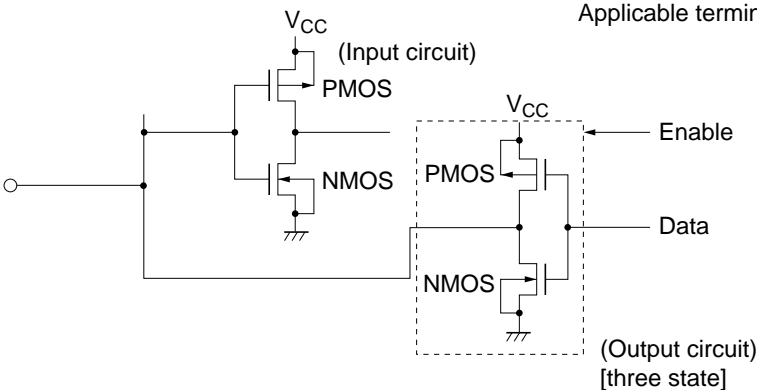 Applicable termin
VCC
(Input circuit)
PMOS
NMOS
VCC
Enable
PMOS
Data
NMOS
(Output circuit)
[three state]